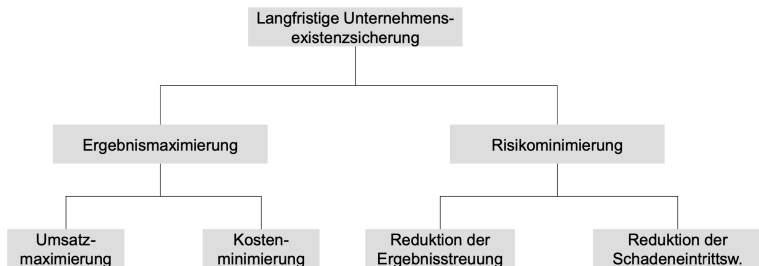 Langfristige Unternehmens-
existenzsicherung
Ergebnismaximierung
Risikominimierung
Umsatz-
maximierung
Kosten-
minimierung
Reduktion der
Ergebnisstreuung
Reduktion der
Schadeneintrittsw.